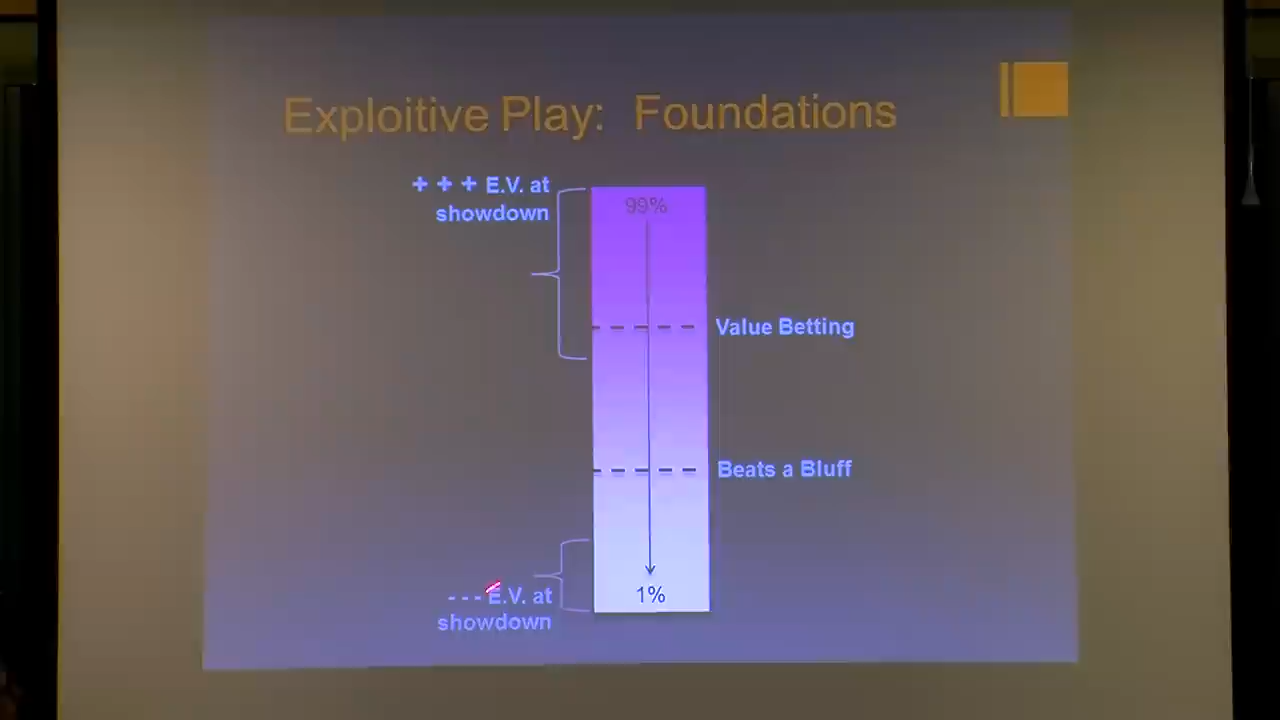 Exploitive Play: Foundations
+ + + E.V. at
showdown
99%
Value Betting
Beats a Bluff
- - - E.V. at
showdown
1%